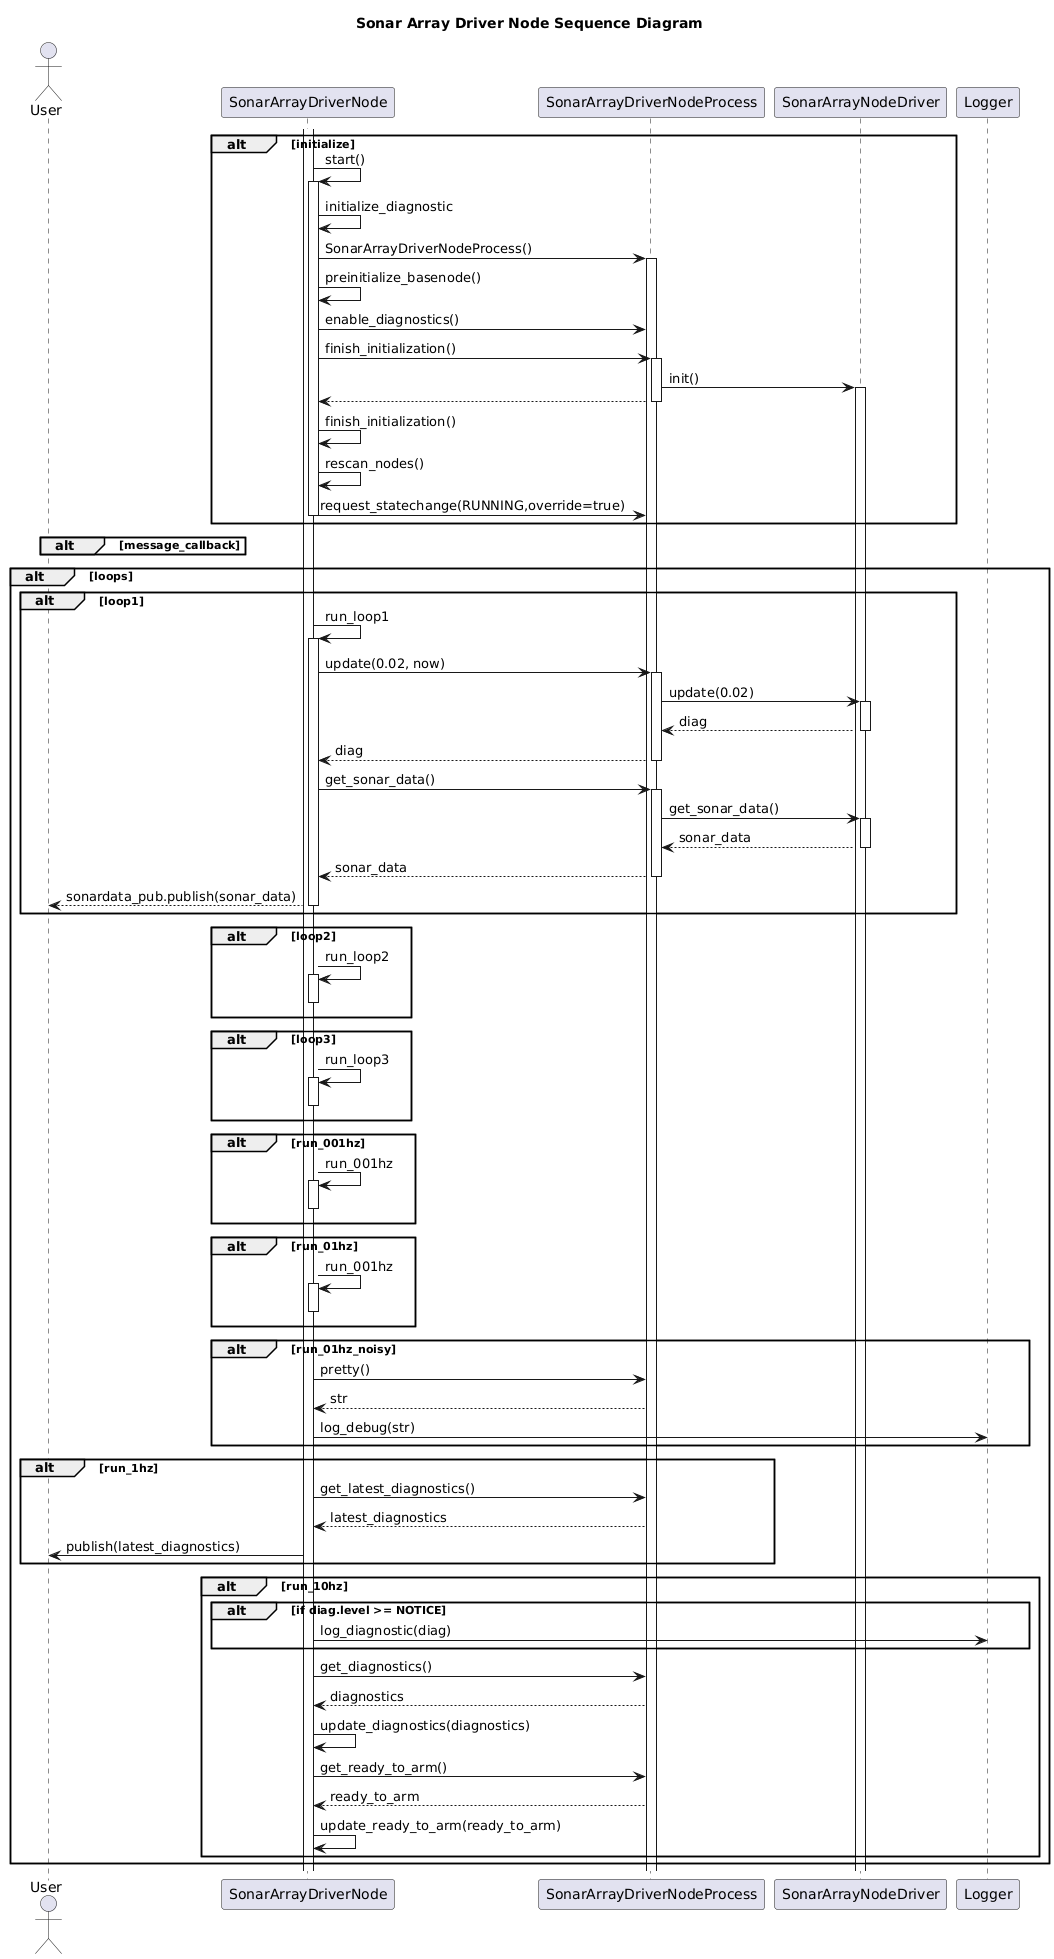 Sonar Array Driver Node Sequence Diagram
User
SonarArrayDriverNode
SonarArrayDriverNodeProcess
SonarArrayNodeDriver
Logger
alt [initialize]
start()
initialize_diagnostic
SonarArrayDriverNodeProcess()
preinitialize_basenode()
enable_diagnostics()
finish_initialization()
init()
finish_initialization()
rescan_nodes()
request_statechange(RUNNING,override=true)
alt [message_callback]
alt [loops]
alt [loop1]
run_loop1
update(0.02, now)
update(0.02)
diag
diag
get_sonar_data()
get_sonar_data()
sonar_data
sonar_data
sonardata_pub.publish(sonar_data)
alt [loop2]
run_loop2
alt [loop3]
run_loop3
alt [run_001hz]
run_001hz
alt [run_01hz]
run_001hz
alt [run_01hz_noisy]
pretty()
str
log_debug(str)
alt [run_1hz]
get_latest_diagnostics()
latest_diagnostics
publish(latest_diagnostics)
alt [run_10hz]
alt [if diag.level >= NOTICE]
log_diagnostic(diag)
get_diagnostics()
diagnostics
update_diagnostics(diagnostics)
get_ready_to_arm()
ready_to_arm
update_ready_to_arm(ready_to_arm)
User
SonarArrayDriverNode
SonarArrayDriverNodeProcess
SonarArrayNodeDriver
Logger